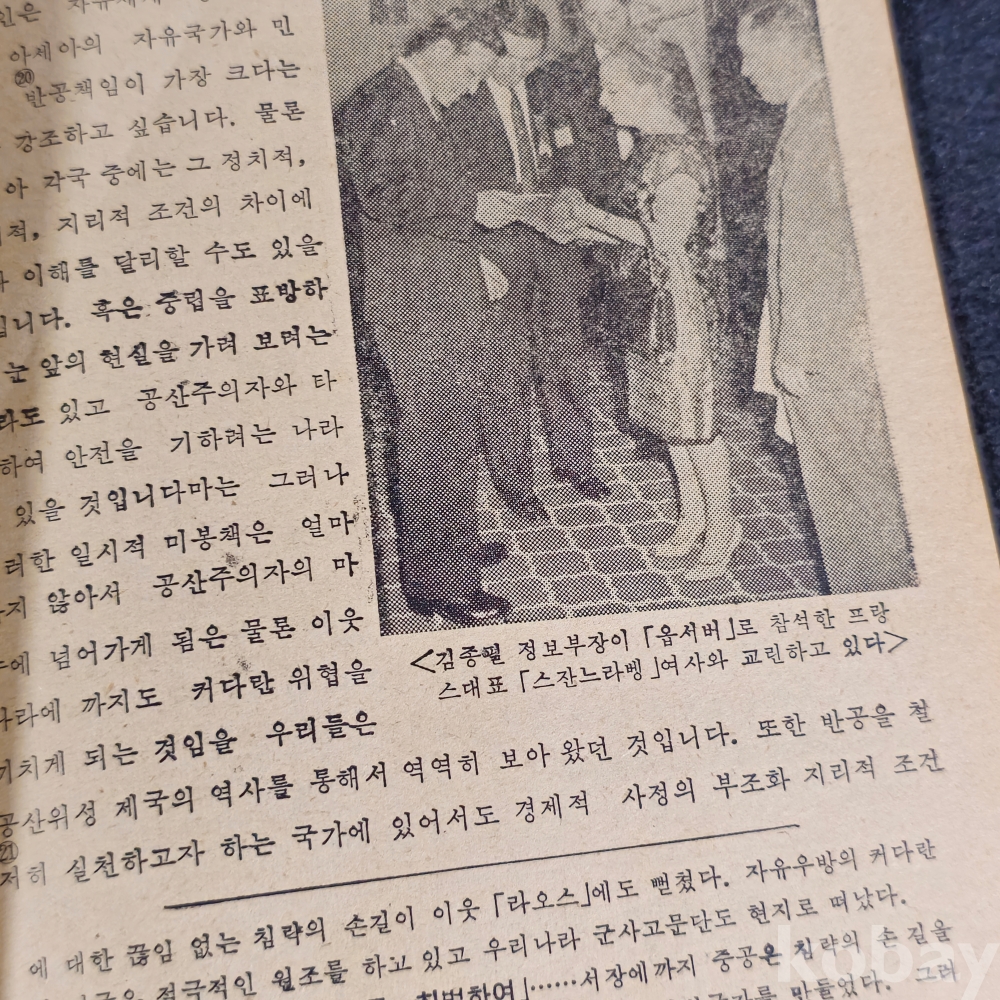 아세아의 자유국가와 민
⑳
반공책임이 가장 크다는
강조하고 싶습니다. 물론
아 각국 중에는 그 정치적,
적, 지리적 조건의 차이에
이해를 달리할 수도 있을
입니다. 혹은 중립을 표방하
눈 앞의 현실을 가려 보려는
라도 있고 공산주의자와 타
하여 안전을 기하려는 나라
있을 것입니다마는 그러나
러한 일시적 미봉책은 얼마
지 않아서 공산주의자의 마
에 넘어가게 됨은 물론 이웃
나라에 까지도 커다란 위협을
끼치게 되는 것임을 우리들은
공산위성 제국의 역사를 통해서 역역히 보아 왔던 것입니다. 또한 반공을 철
㉑
저히 실천하고자 하는 국가에 있어서도 경제적 사정의 부조화 지리적 조건
<김종필 정보부장이 「옵서버」로 참석한 프랑
스대표 「스잔느라벵」여사와 교린하고 있다>
에 대한 끊임 없는 침략의 손길이 이웃 「라오스」에도 뻗쳤다. 자유우방의 커다란
적극적인 원조를 하고 있고 우리나라 군사고문단도 현지로 떠났다.
침범하여」……서장에까지 중공은 침략의 손길을
만들었다. 그러
kobay